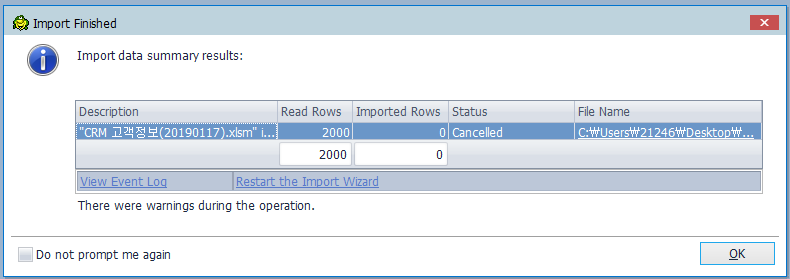 Import Finished
Import data summary results:
Description Read Rows Imported Rows Status File Name
"CRM 고객정보(20190117).xlsm" i... 2000 0 Cancelled C:₩Users₩21246₩Desktop₩...
2000 0
View Event Log Restart the Import Wizard
There were warnings during the operation.
Do not prompt me again OK